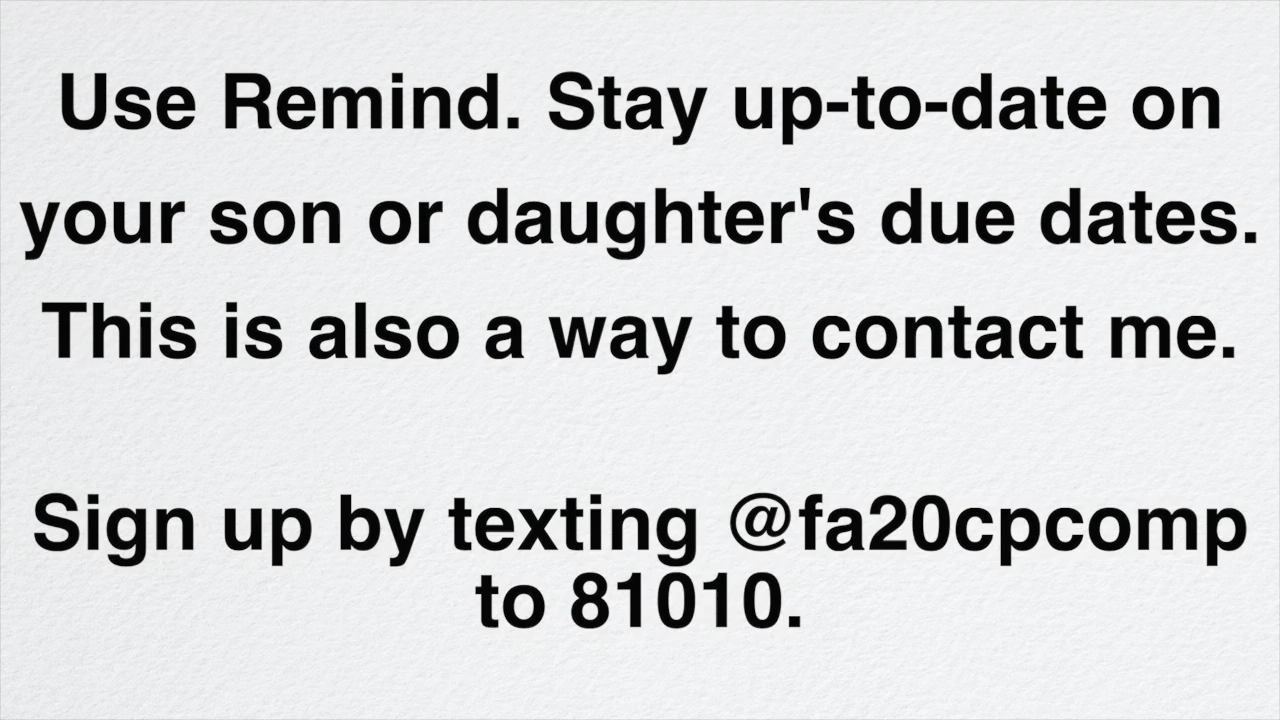 Use Remind. Stay up-to-date on
your son or daughter's due dates.
This is also a way to contact me.
Sign up by texting @fa20cpcomp
to 81010.